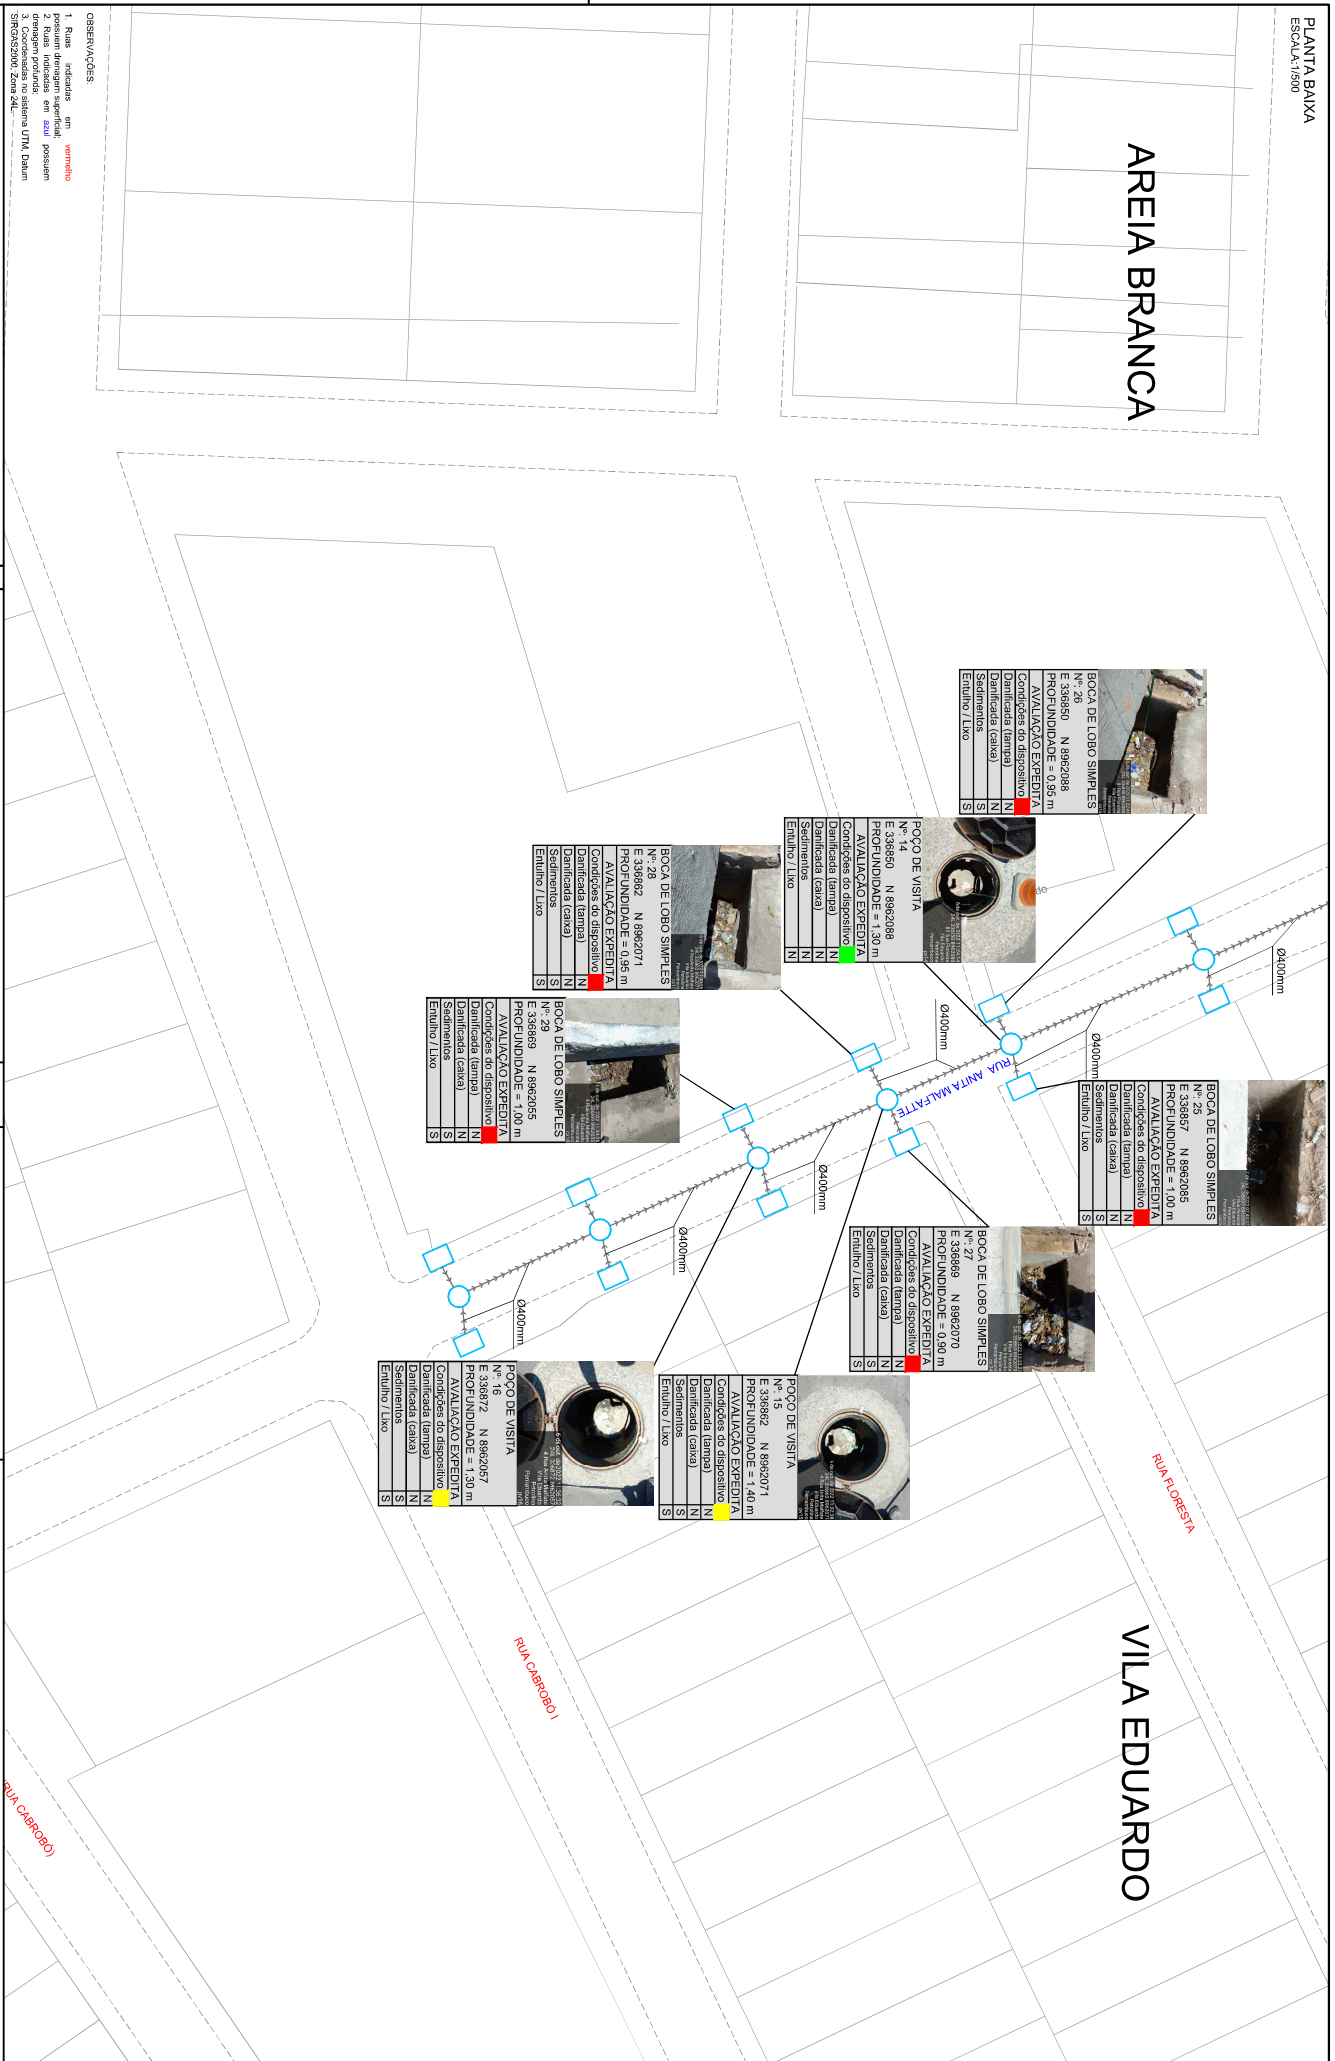 PLANTA BAIXA
ESCALA:1/500
AREIA BRANCA
VILA EDUARDO
BOCA DE LOBO SIMPLES
Nº: 26
E 336850 N 8962088
PROFUNDIDADE = 0,95 m
AVALIAÇÃO EXPEDITA
Condições do dispositivo
Danificada (tampa) N
Danificada (caixa) N
Sedimentos S
Entulho / Lixo S
POÇO DE VISITA
Nº: 14
E 336850 N 8962088
PROFUNDIDADE = 1,30 m
AVALIAÇÃO EXPEDITA
Condições do dispositivo
Danificada (tampa) N
Danificada (caixa) N
Sedimentos N
Entulho / Lixo N
BOCA DE LOBO SIMPLES
Nº: 28
E 336862 N 8962071
PROFUNDIDADE = 0,95 m
AVALIAÇÃO EXPEDITA
Condições do dispositivo
Danificada (tampa) N
Danificada (caixa) N
Sedimentos S
Entulho / Lixo S
BOCA DE LOBO SIMPLES
Nº: 29
E 336869 N 8962055
PROFUNDIDADE = 1,00 m
AVALIAÇÃO EXPEDITA
Condições do dispositivo
Danificada (tampa) N
Danificada (caixa) N
Sedimentos S
Entulho / Lixo S
BOCA DE LOBO SIMPLES
Nº: 25
E 336857 N 8962085
PROFUNDIDADE = 1,00 m
AVALIAÇÃO EXPEDITA
Condições do dispositivo
Danificada (tampa) N
Danificada (caixa) N
Sedimentos S
Entulho / Lixo S
BOCA DE LOBO SIMPLES
Nº: 27
E 336869 N 8962070
PROFUNDIDADE = 0,90 m
AVALIAÇÃO EXPEDITA
Condições do dispositivo
Danificada (tampa) N
Danificada (caixa) N
Sedimentos S
Entulho / Lixo S
POÇO DE VISITA
Nº: 15
E 336862 N 8962071
PROFUNDIDADE = 1,40 m
AVALIAÇÃO EXPEDITA
Condições do dispositivo
Danificada (tampa) N
Danificada (caixa) N
Sedimentos S
Entulho / Lixo S
POÇO DE VISITA
Nº: 16
E 336872 N 8962057
PROFUNDIDADE = 1,30 m
AVALIAÇÃO EXPEDITA
Condições do dispositivo
Danificada (tampa) N
Danificada (caixa) N
Sedimentos S
Entulho / Lixo S
Ø400mm
Ø400mm
Ø400mm
Ø400mm
Ø400mm
Ø400mm
RUA ANITA MALFATTE
RUA FLORESTA
RUA CABROBÓ I
RUA CABROBÓ)
OBSERVAÇÕES:
1. Ruas indicadas em vermelho
possuem drenagem superficial;
2. Ruas indicadas em azul possuem
drenagem profunda;
3. Coordenadas no sistema UTM, Datum
SIRGAS2000, Zona 24L.